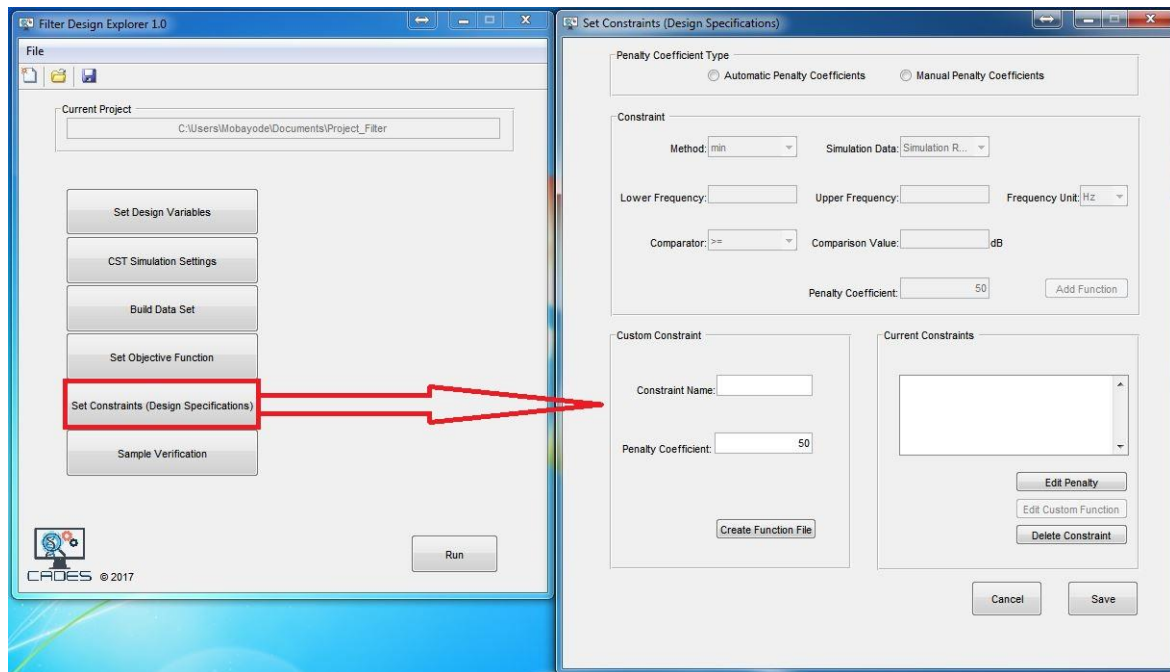 Filter Design Explorer 1.0
File
Current Project
C:\Users\Mobayode\Documents\Project_Filter
Set Design Variables
CST Simulation Settings
Build Data Set
Set Objective Function
Set Constraints (Design Specifications)
Sample Verification
Run
CADES © 2017
Set Constraints (Design Specifications)
Penalty Coefficient Type
Automatic Penalty Coefficients Manual Penalty Coefficients
Constraint
Method: min Simulation Data: Simulation R...
Lower Frequency: Upper Frequency: Frequency Unit: Hz
Comparator: >= Comparison Value: dB
Penalty Coefficient: 50 Add Function
Custom Constraint
Constraint Name:
Penalty Coefficient: 50
Create Function File
Current Constraints
Edit Penalty
Edit Custom Function
Delete Constraint
Cancel Save